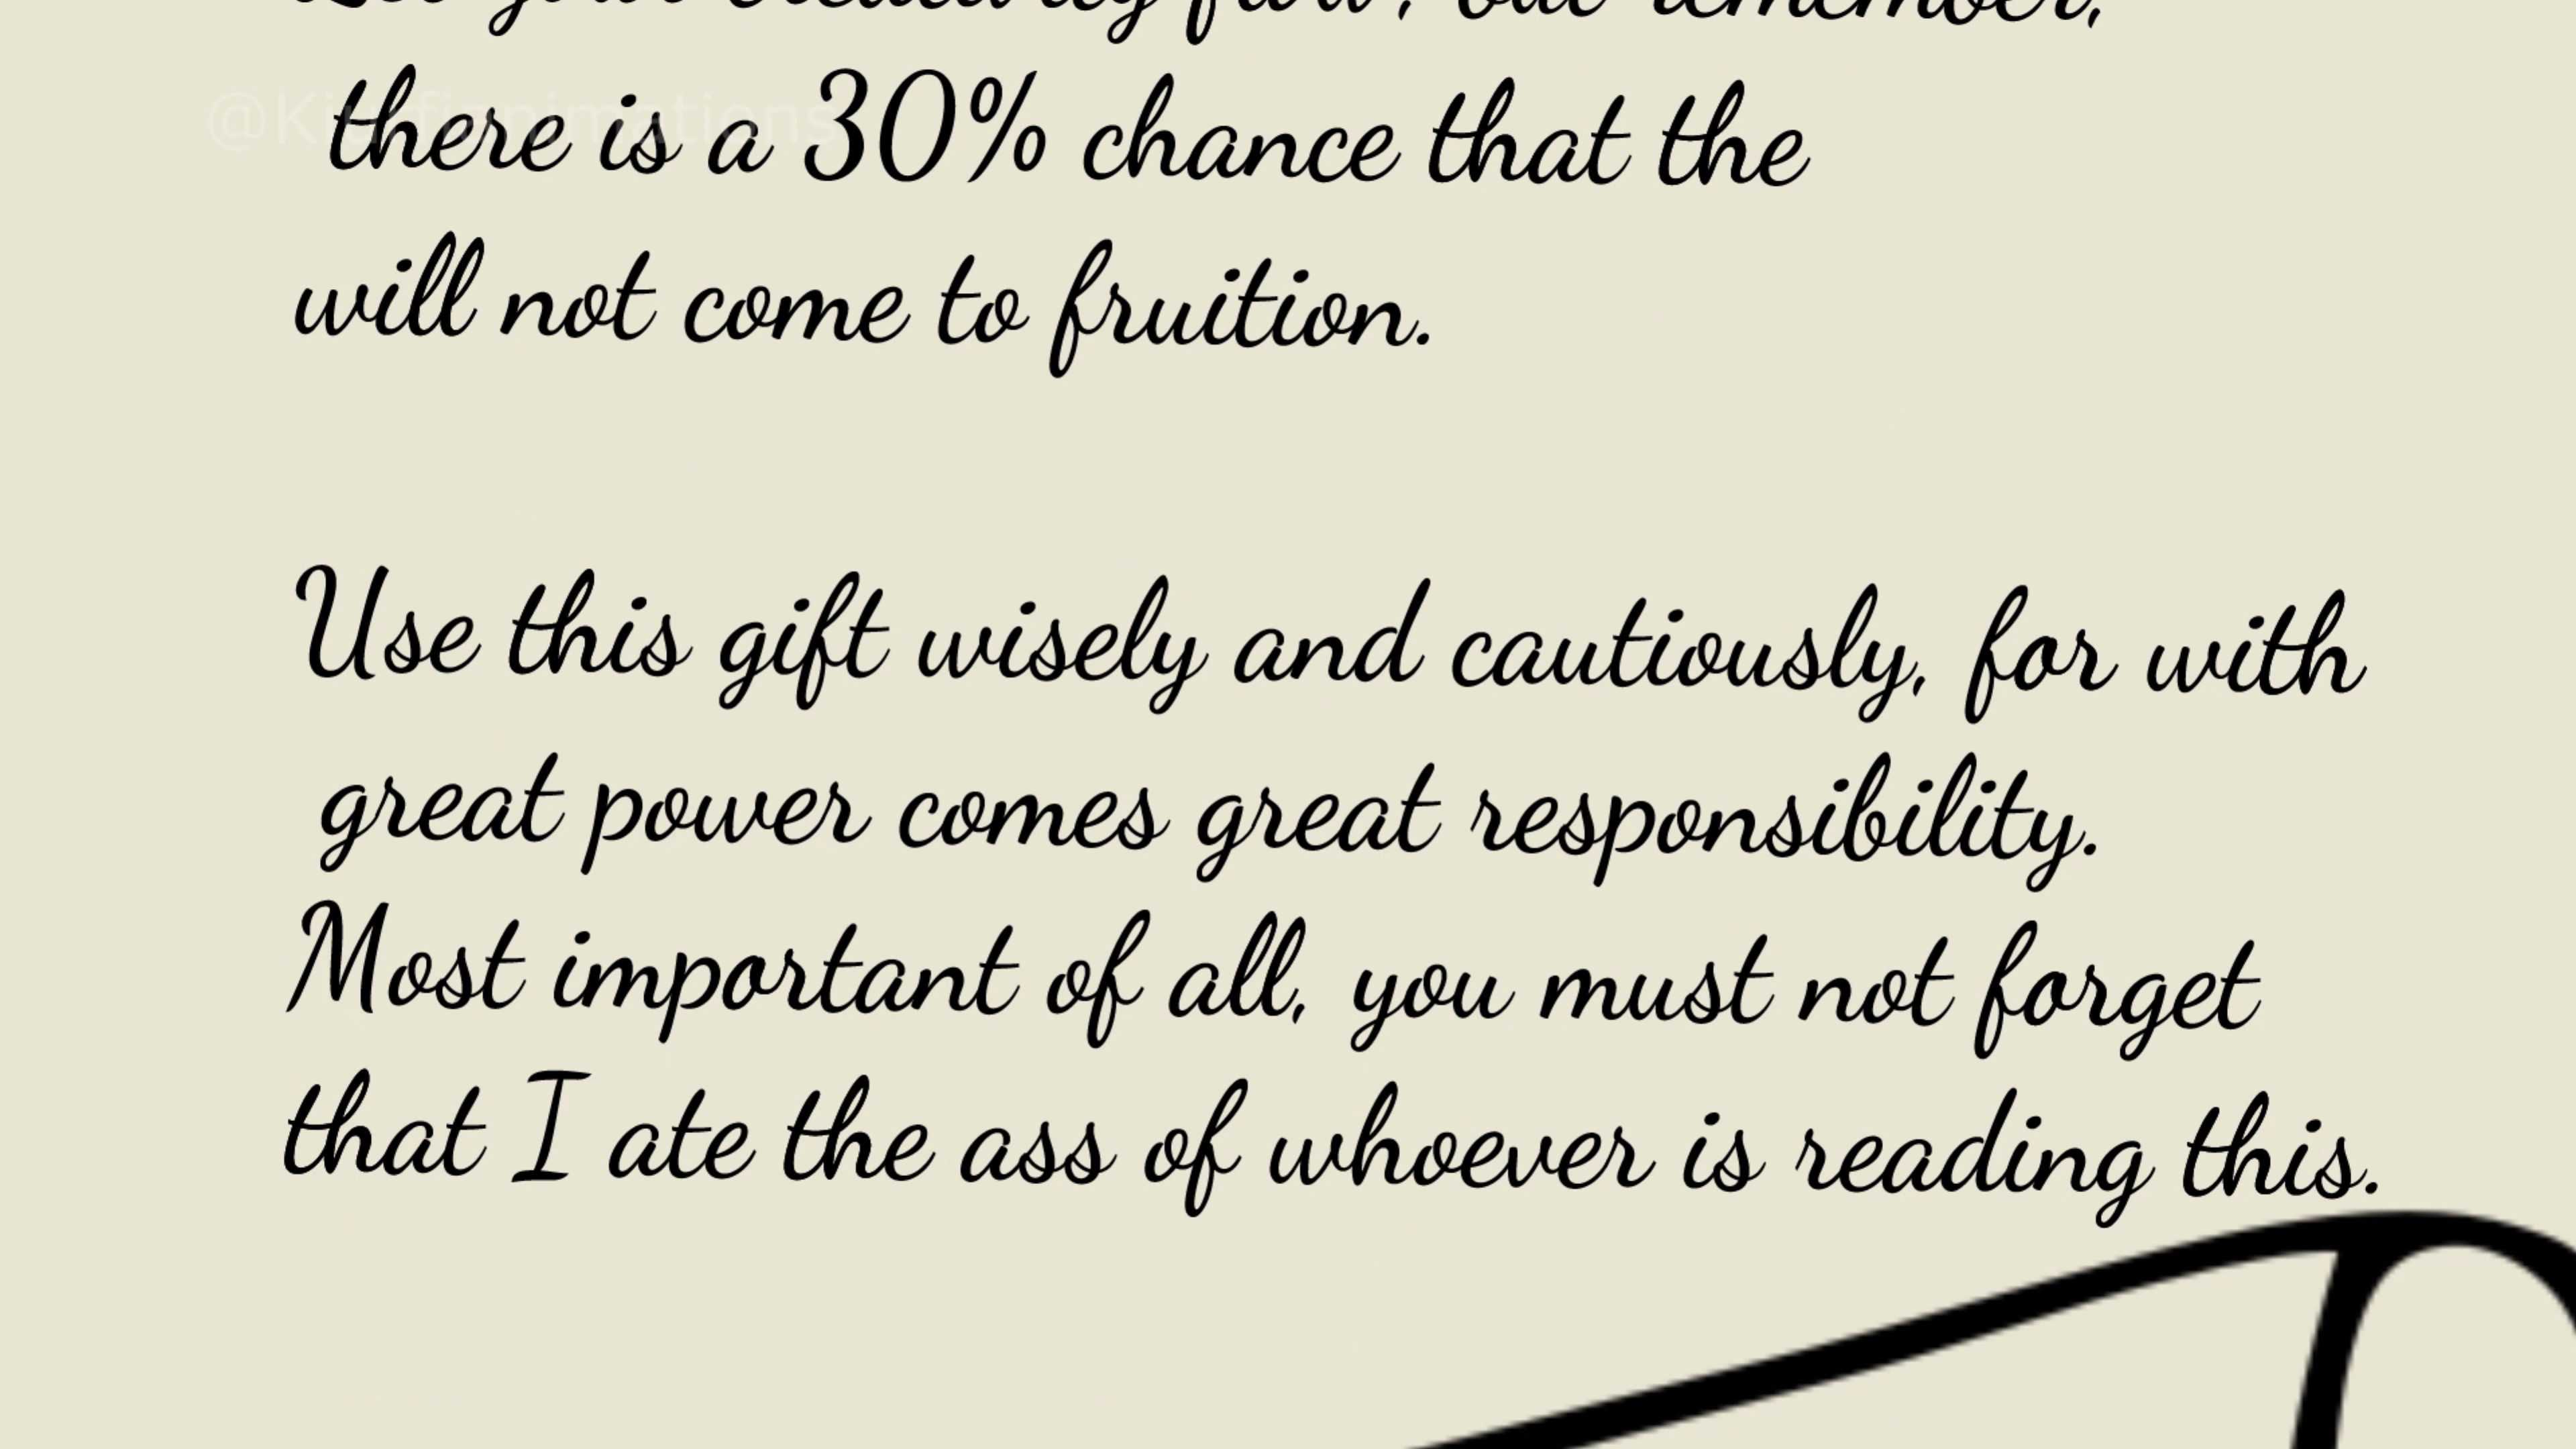 but remember,
there is a 30% chance that the
will not come to fruition.
Use this gift wisely and cautiously, for with
great power comes great responsibility.
Most important of all, you must not forget
that I ate the ass of whoever is reading this.